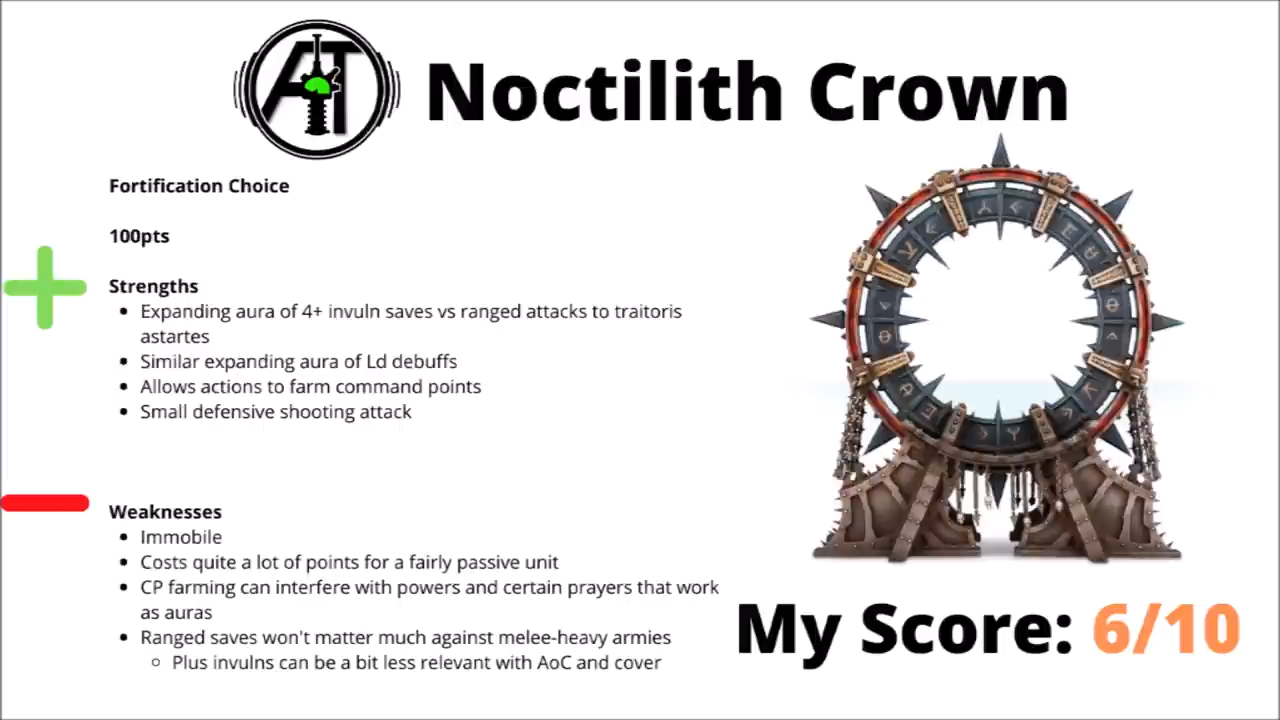 AT
Noctilith Crown
Fortification Choice
100pts
Strengths
• Expanding aura of 4+ invuln saves vs ranged attacks to traitoris
astartes
• Similar expanding aura of Ld debuffs
• Allows actions to farm command points
• Small defensive shooting attack
Weaknesses
• Immobile
• Costs quite a lot of points for a fairly passive unit
• CP farming can interfere with powers and certain prayers that work
as auras
• Ranged saves won't matter much against melee-heavy armies
◦ Plus invulns can be a bit less relevant with AoC and cover
My Score: 6/10